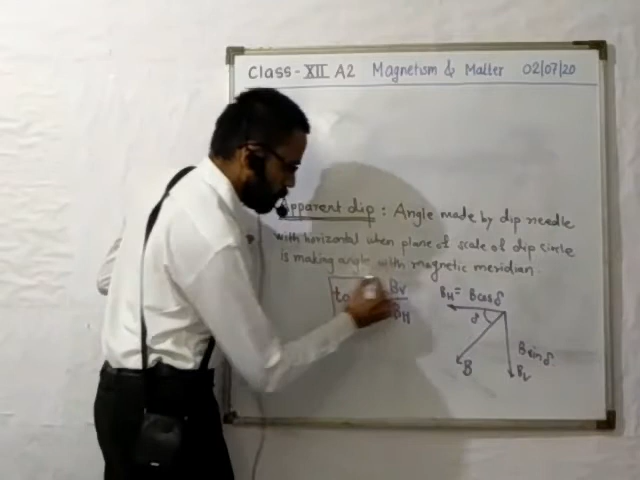 Class - XII A2 Magnetism & Matter 02/07/20
Apparent dip : Angle made by dip needle
with horizontal when plane of scale of dip circle
is making angle with magnetic meridian.
BV
BH
BH = B cos δ
δ
B sin δ
B
BV